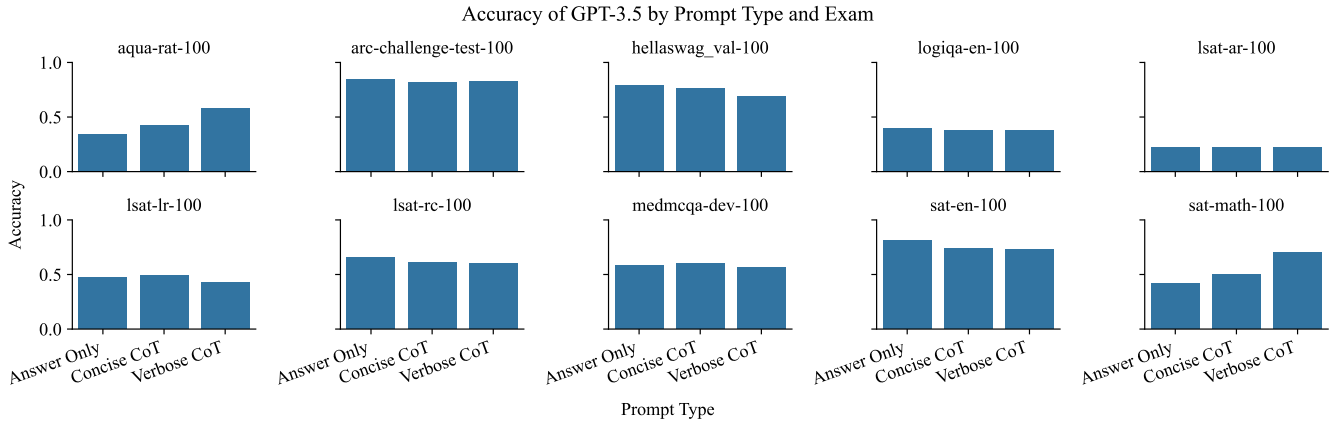 Accuracy of GPT-3.5 by Prompt Type and Exam
aqua-rat-100
arc-challenge-test-100
hellaswag_val-100
logiqa-en-100
lsat-ar-100
1.0
0.5
0.0
lsat-lr-100
lsat-rc-100
medmcqa-dev-100
sat-en-100
sat-math-100
1.0
0.5
0.0
Accuracy
Answer Only
Concise CoT
Verbose CoT
Answer Only
Concise CoT
Verbose CoT
Answer Only
Concise CoT
Verbose CoT
Answer Only
Concise CoT
Verbose CoT
Answer Only
Concise CoT
Verbose CoT
Prompt Type